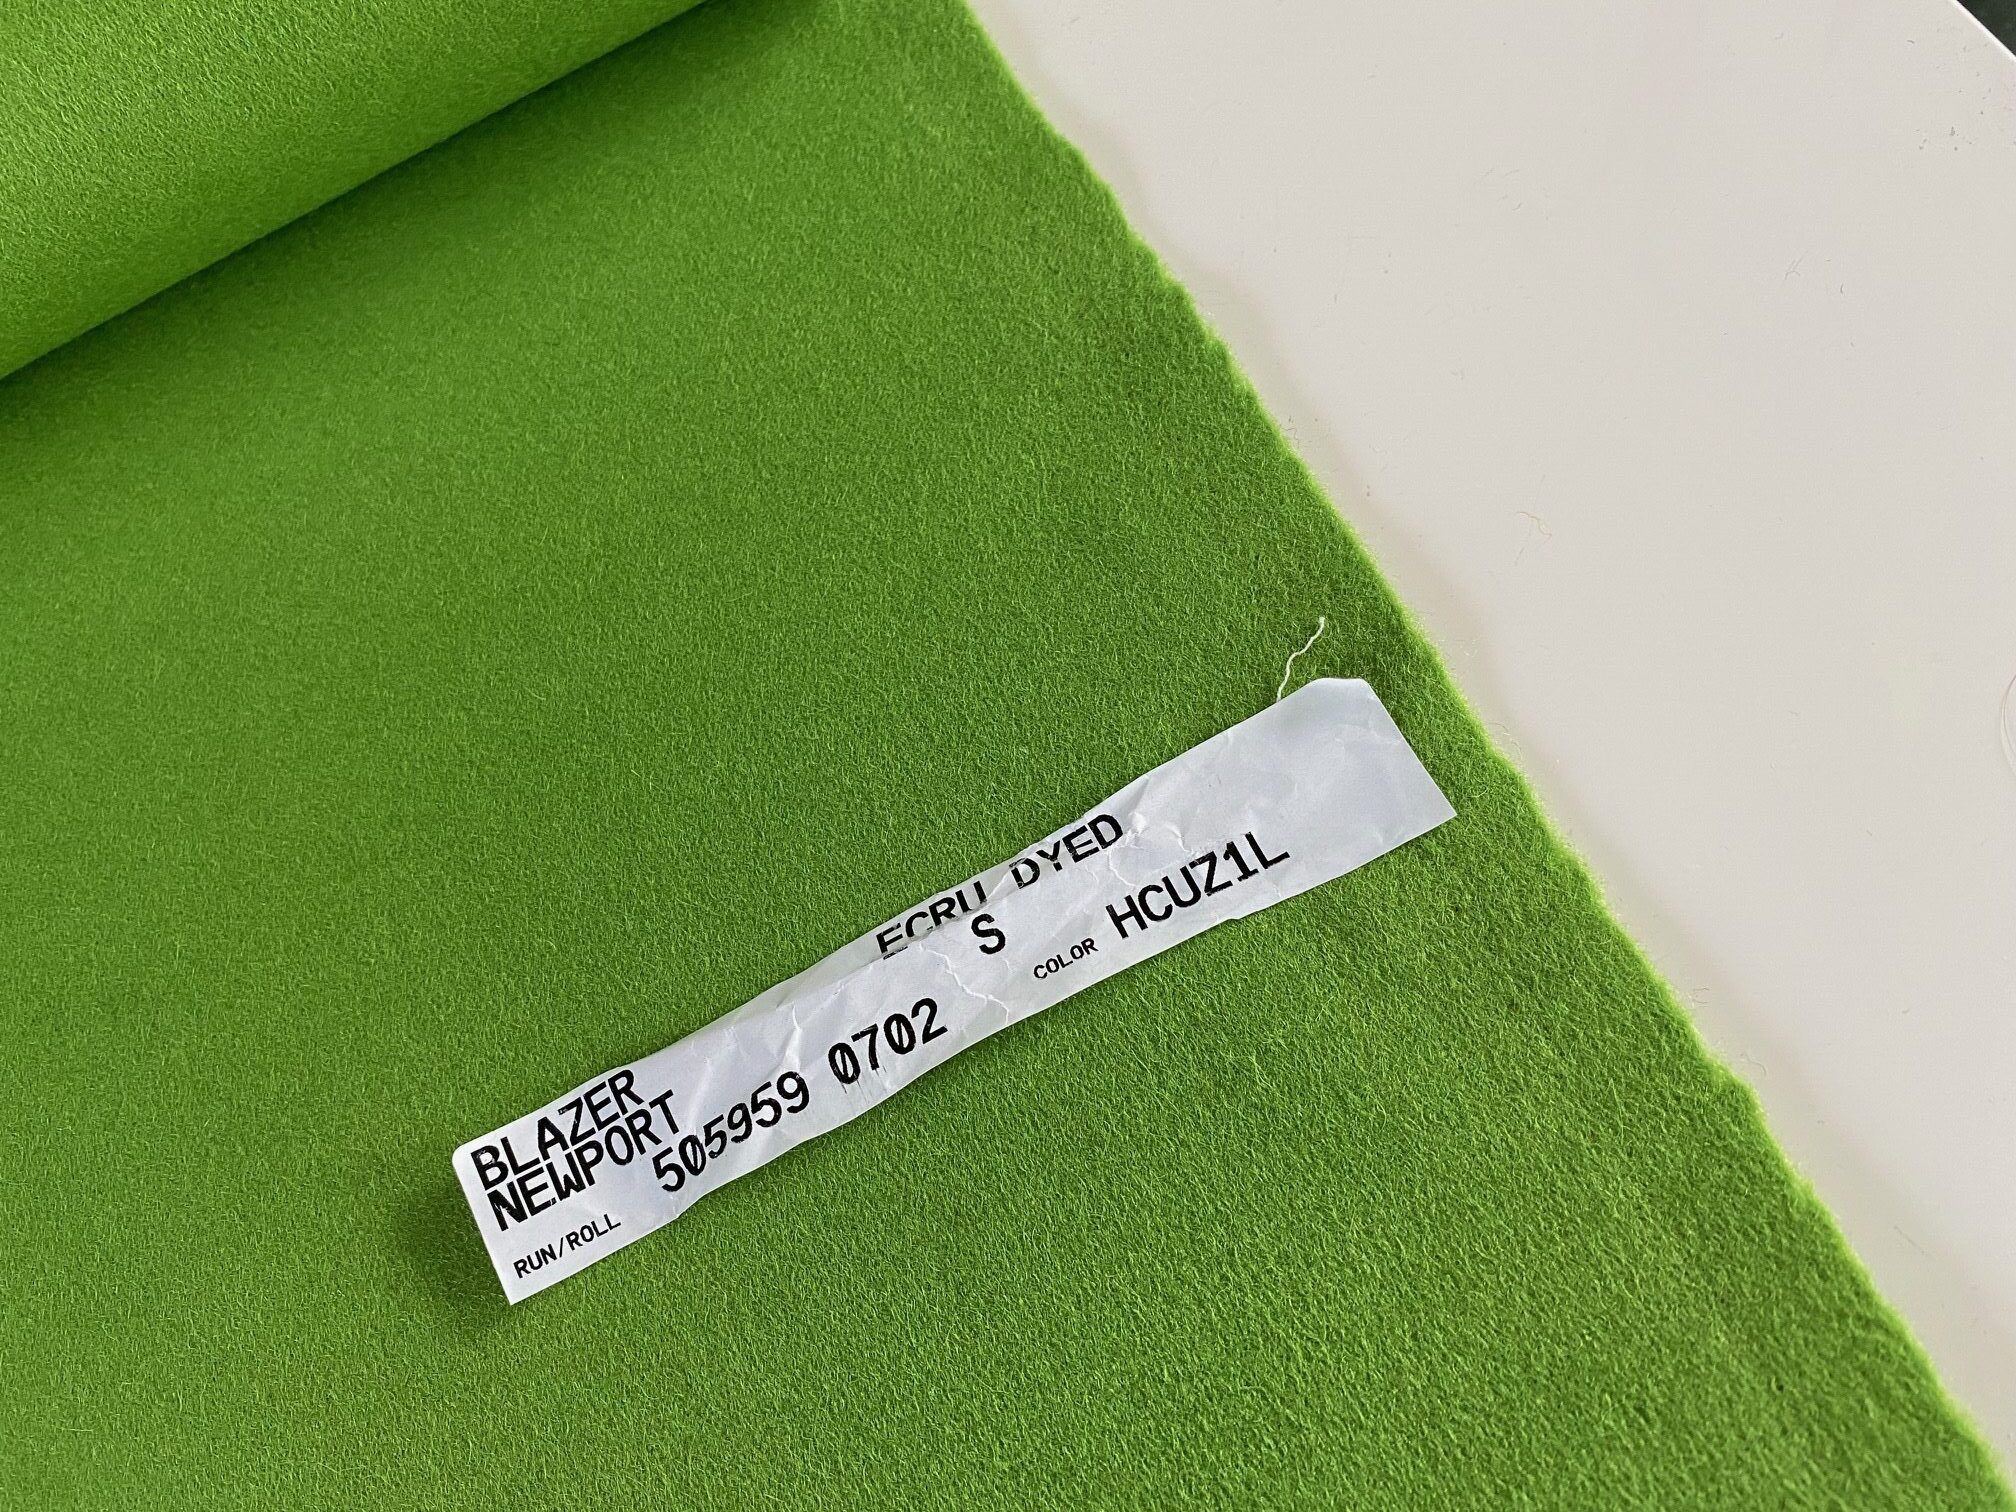 ECRU DYED
S
BLAZER
NEWPORT
RUN/ROLL 505959 0702 COLOR HCUZ1L